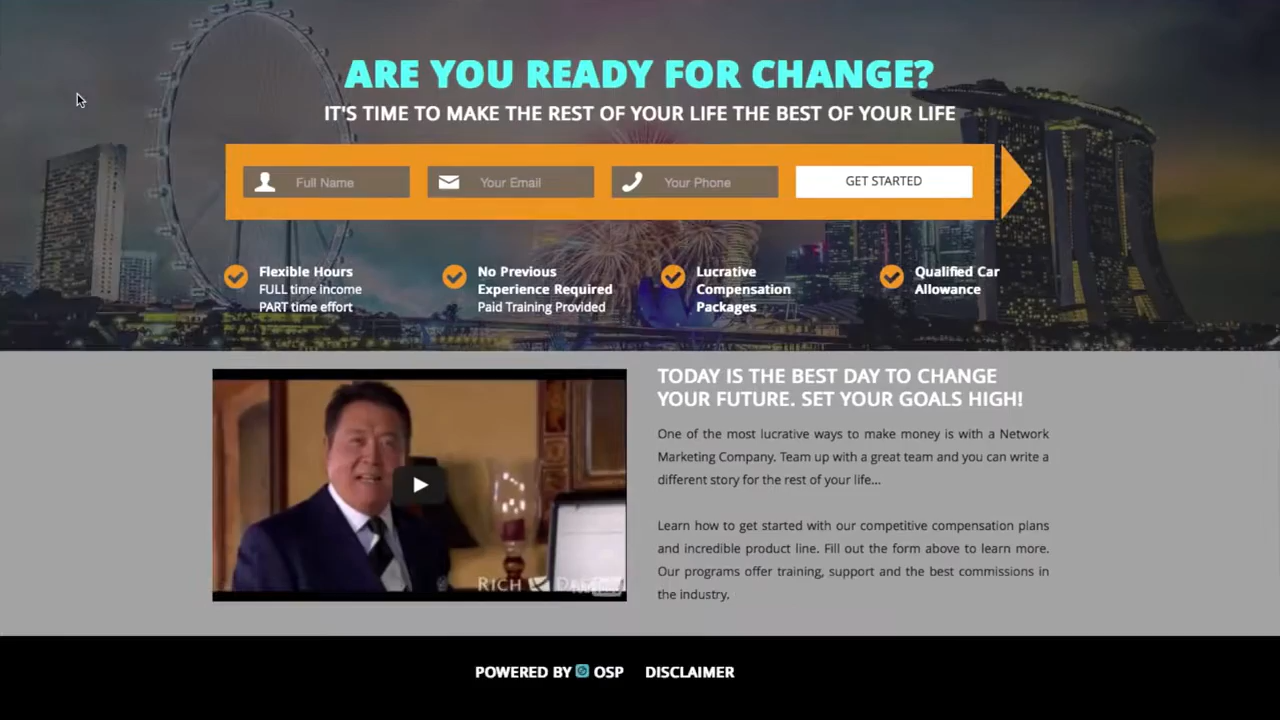 ARE YOU READY FOR CHANGE?
IT'S TIME TO MAKE THE REST OF YOUR LIFE THE BEST OF YOUR LIFE
Full Name
Your Email
Your Phone
GET STARTED
Flexible Hours
FULL time income
PART time effort
No Previous
Experience Required
Paid Training Provided
Lucrative
Compensation
Packages
Qualified Car
Allowance
TODAY IS THE BEST DAY TO CHANGE
YOUR FUTURE. SET YOUR GOALS HIGH!
One of the most lucrative ways to make money is with a Network
Marketing Company. Team up with a great team and you can write a
different story for the rest of your life...
Learn how to get started with our competitive compensation plans
and incredible product line. Fill out the form above to learn more.
Our programs offer training, support and the best commissions in
the industry.
RICH
POWERED BY OSP
DISCLAIMER